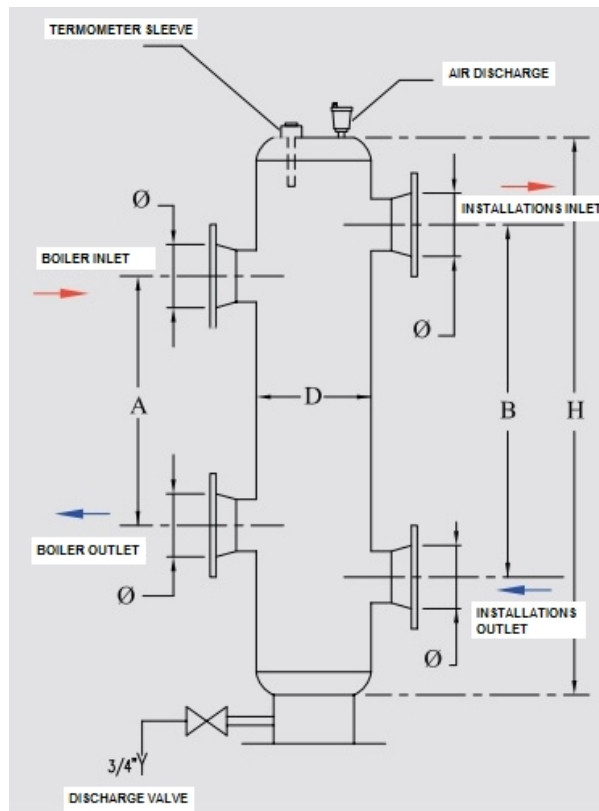 TERMOMETER SLEEVE
AIR DISCHARGE
Ø
INSTALLATIONS INLET
BOILER INLET
Ø
A
D
B
H
BOILER OUTLET
Ø
INSTALLATIONS
OUTLET
Ø
3/4"
DISCHARGE VALVE